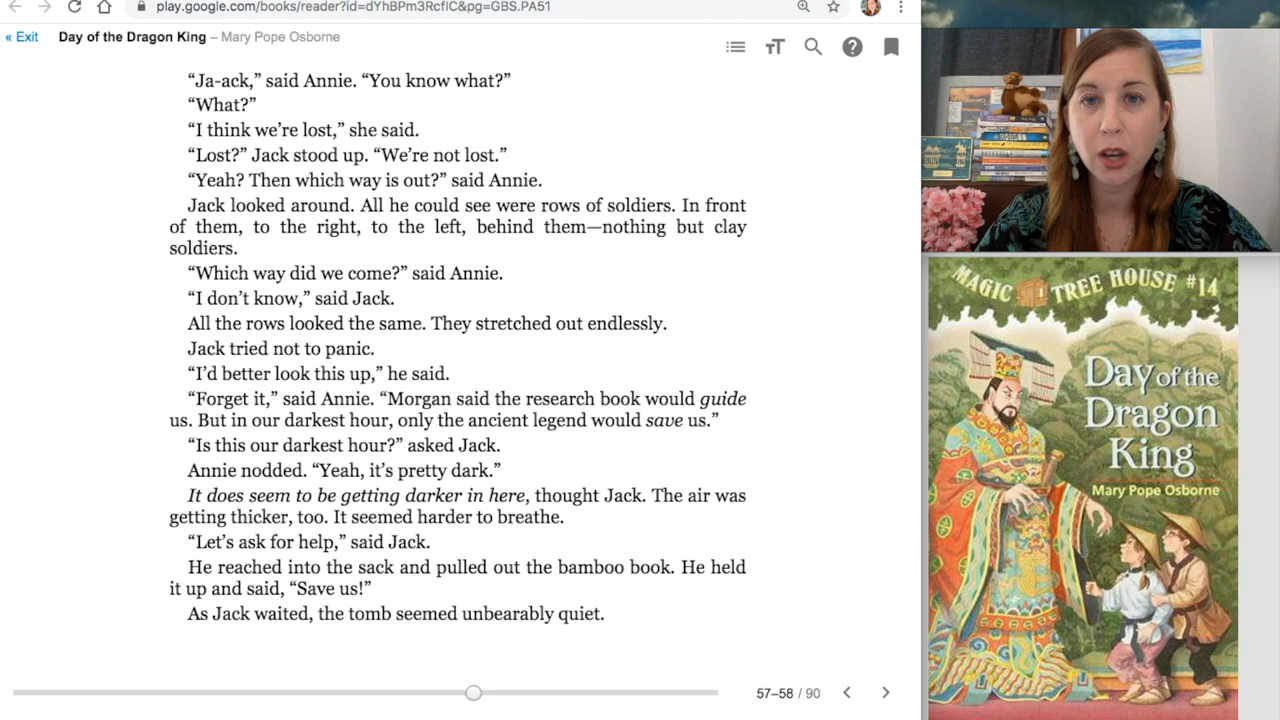 play.google.com/books/reader?id=dYhBPm3RcfIC&pg=GBS.PA51
« Exit Day of the Dragon King – Mary Pope Osborne
“Ja-ack,” said Annie. “You know what?”
“What?”
“I think we’re lost,” she said.
“Lost?” Jack stood up. “We’re not lost.”
“Yeah? Then which way is out?” said Annie.
Jack looked around. All he could see were rows of soldiers. In front
of them, to the right, to the left, behind them—nothing but clay
soldiers.
“Which way did we come?” said Annie.
“I don’t know,” said Jack.
All the rows looked the same. They stretched out endlessly.
Jack tried not to panic.
“I’d better look this up,” he said.
“Forget it,” said Annie. “Morgan said the research book would guide
us. But in our darkest hour, only the ancient legend would save us.”
“Is this our darkest hour?” asked Jack.
Annie nodded. “Yeah, it’s pretty dark.”
It does seem to be getting darker in here, thought Jack. The air was
getting thicker, too. It seemed harder to breathe.
“Let’s ask for help,” said Jack.
He reached into the sack and pulled out the bamboo book. He held
it up and said, “Save us!”
As Jack waited, the tomb seemed unbearably quiet.
57–58 / 90
MAGIC TREE HOUSE #14
Day of the
Dragon
King
Mary Pope Osborne